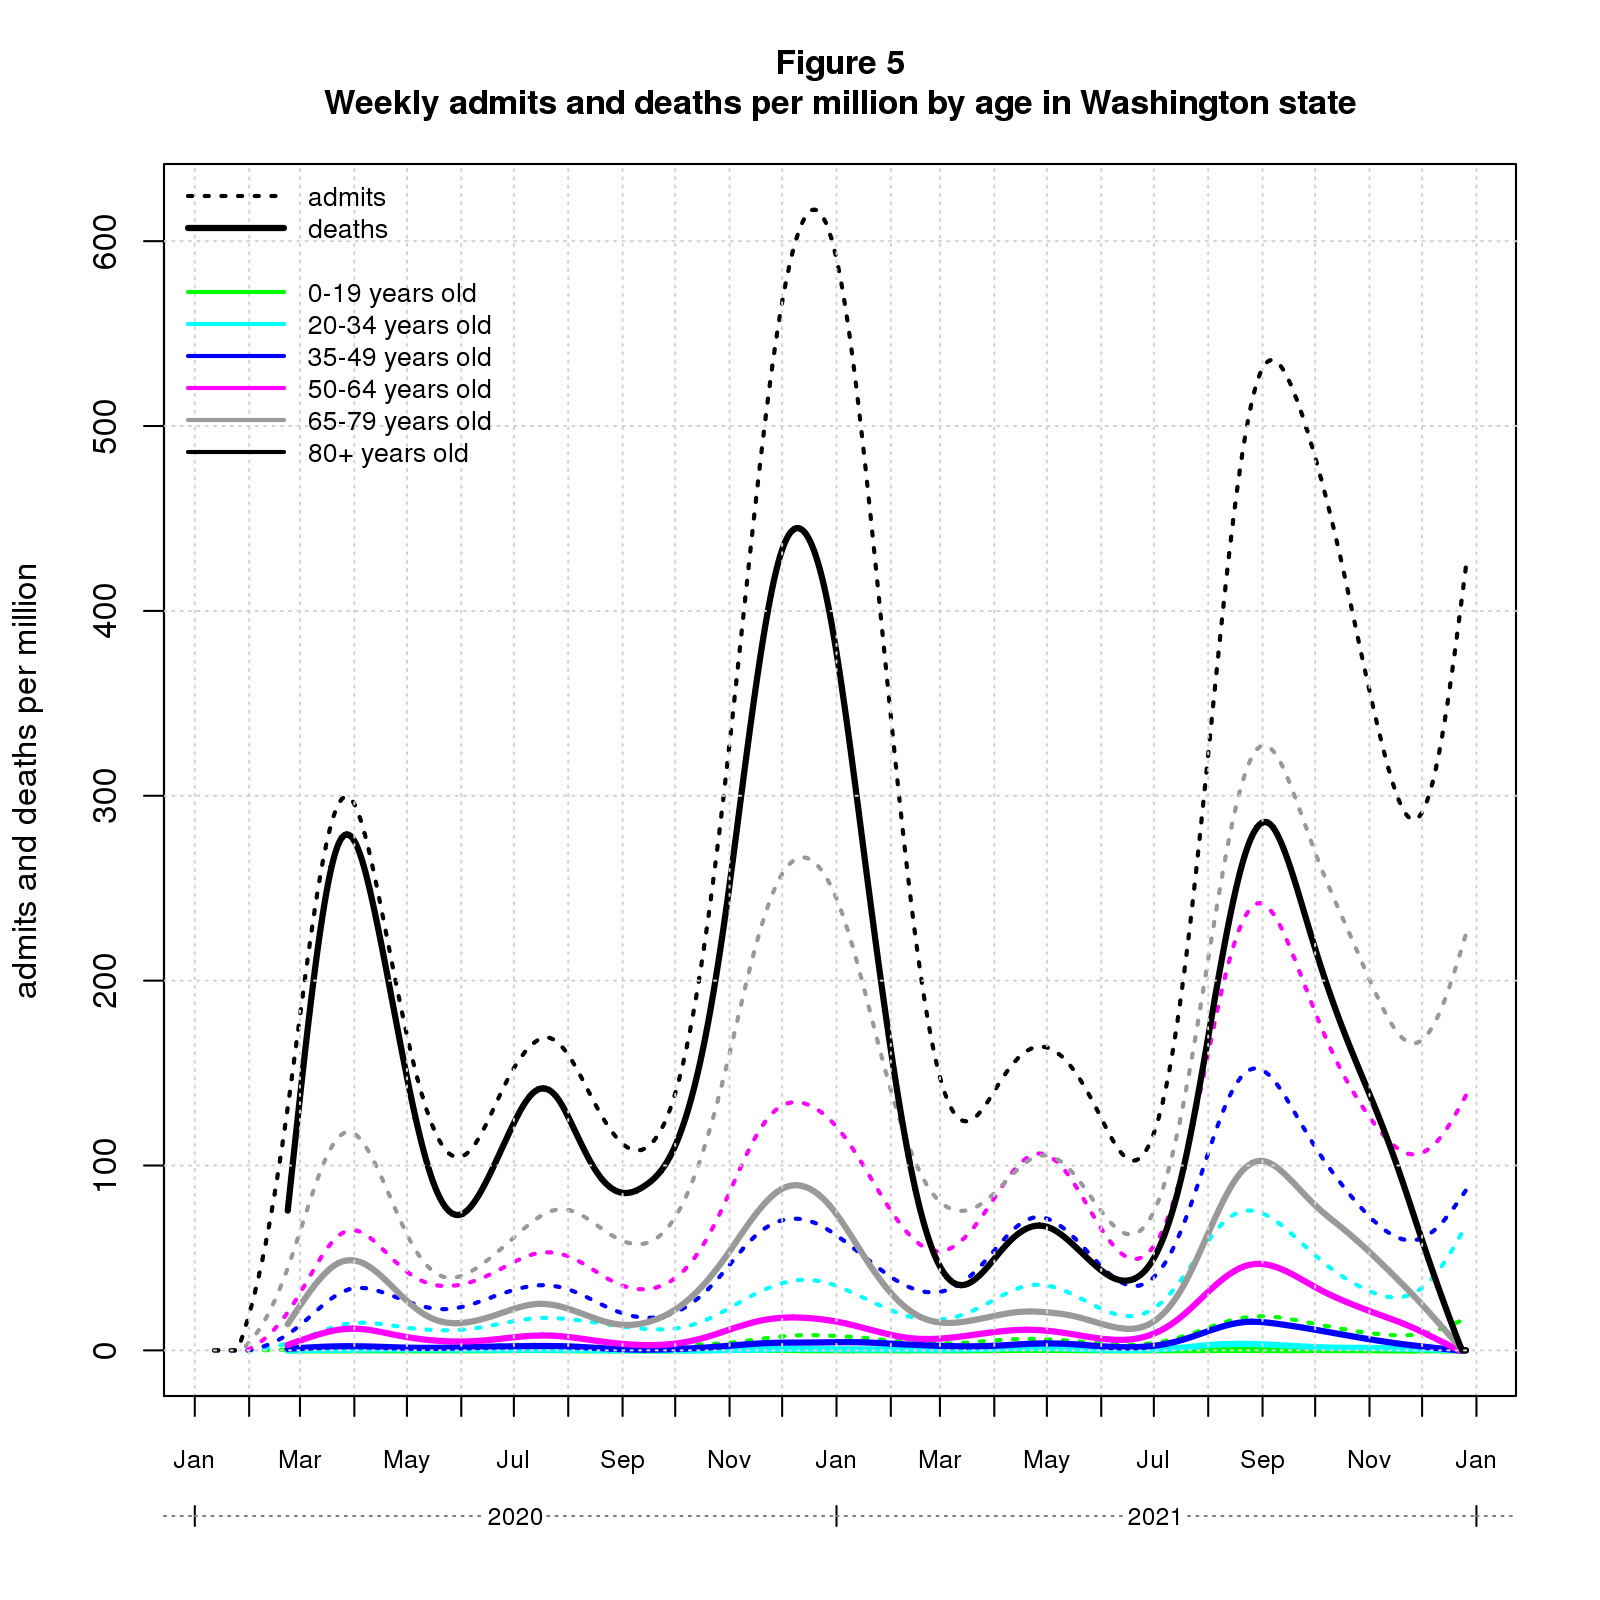 Figure 5
Weekly admits and deaths per million by age in Washington state
admits
deaths
0-19 years old
20-34 years old
35-49 years old
50-64 years old
65-79 years old
80+ years old
admits and deaths per million
600
500
400
300
200
100
0
Jan Mar May Jul Sep Nov Jan Mar May Jul Sep Nov Jan
2020 2021